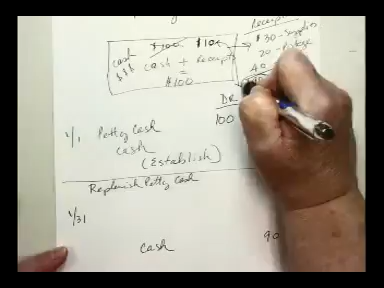 Receipts
$100 $10
cash
$30 - Supplies
$$$ cash + Receipts
20 - Postage
=
40
$100
DR
1/1 Petty Cash 100
Cash
(Establish)
Replenish Petty Cash
1/31
Cash 90